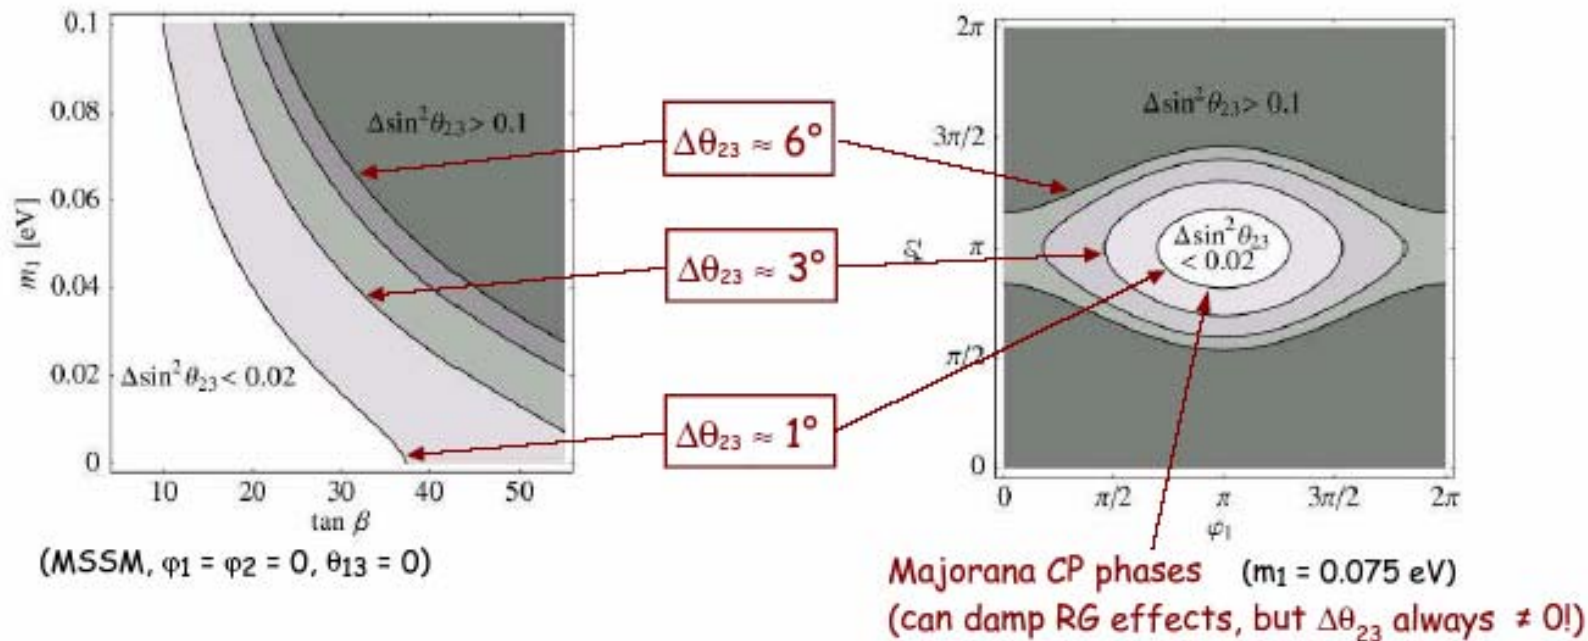 0.1
0.08
0.06
0.04
0.02
0
m₁ [eV]
Δsin²θ₂₃ > 0.1
Δsin²θ₂₃ < 0.02
10 20 30 40 50
tan β
(MSSM, φ1 = φ2 = 0, θ13 = 0)
Δθ₂₃ ≈ 6°
Δθ₂₃ ≈ 3°
Δθ₂₃ ≈ 1°
2π
3π/2
π
π/2
0
Δsin²θ₂₃ > 0.1
Δsin²θ₂₃
< 0.02
0 π/2 π 3π/2 2π
φ₁
Majorana CP phases (m₁ = 0.075 eV)
(can damp RG effects, but Δθ₂₃ always ≠ 0!)